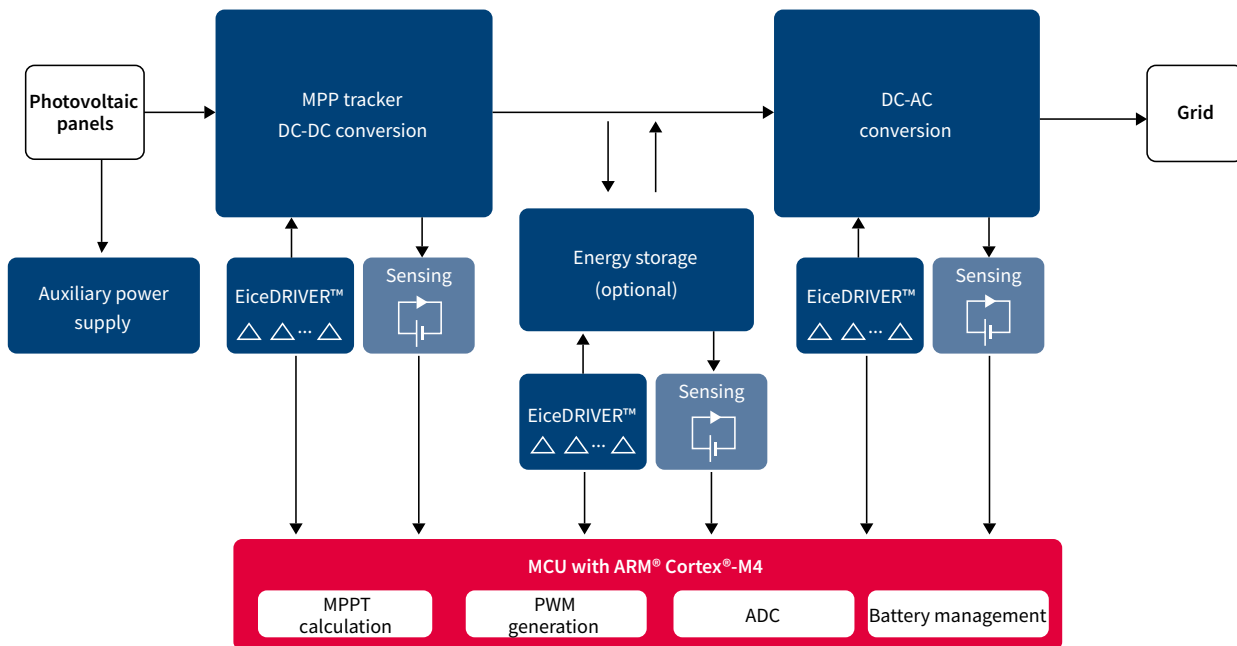 Photovoltaic
panels
MPP tracker
DC-DC conversion
DC-AC
conversion
Grid
Auxiliary power
supply
EiceDRIVER™
...
Sensing
Energy storage
(optional)
EiceDRIVER™
...
Sensing
EiceDRIVER™
...
Sensing
MCU with ARM® Cortex®-M4
MPPT
calculation
PWM
generation
ADC
Battery management